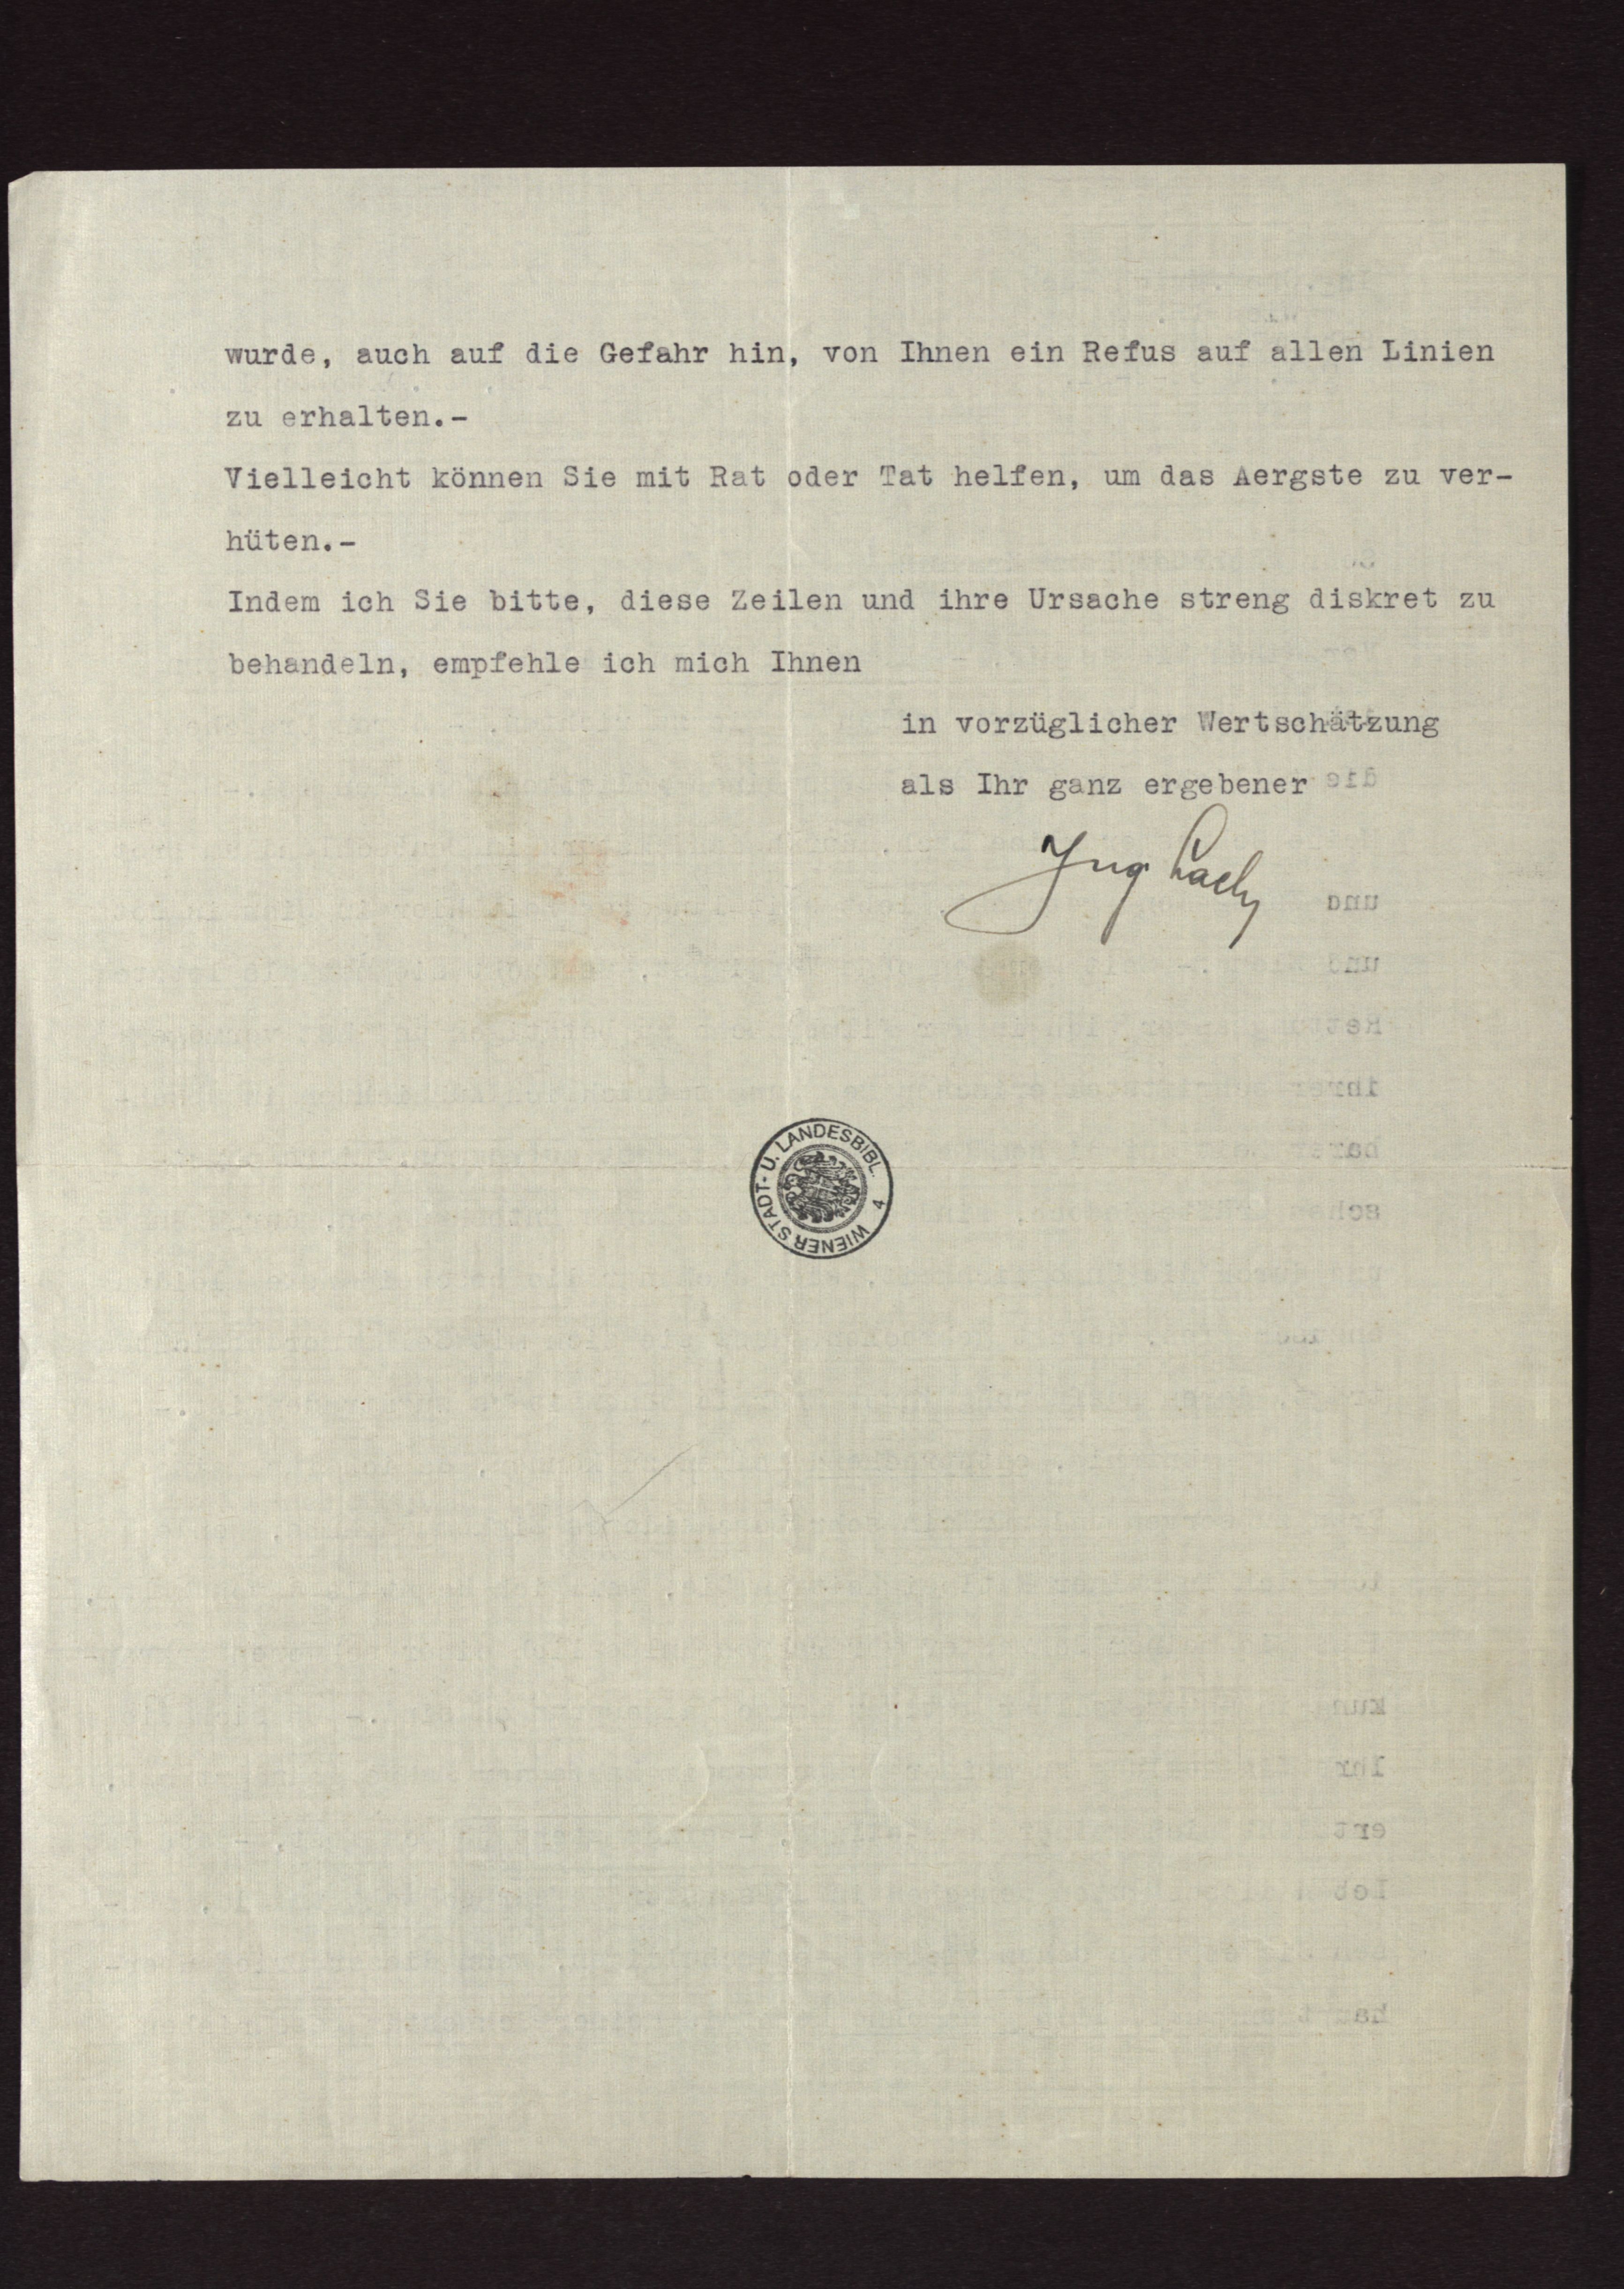 wurde, auch auf die Gefahr hin, von Ihnen ein Refus auf allen Linien
zu erhalten.-
Vielleicht können Sie mit Rat oder Tat helfen, um das Aergste zu ver-
hüten.-
Indem ich Sie bitte, diese Zeilen und ihre Ursache streng diskret zu
behandeln, empfehle ich mich Ihnen
in vorzüglicher Wertschätzung
als Ihr ganz ergebener
Ing
WIENER STADT- U. LANDESBIBL. 4